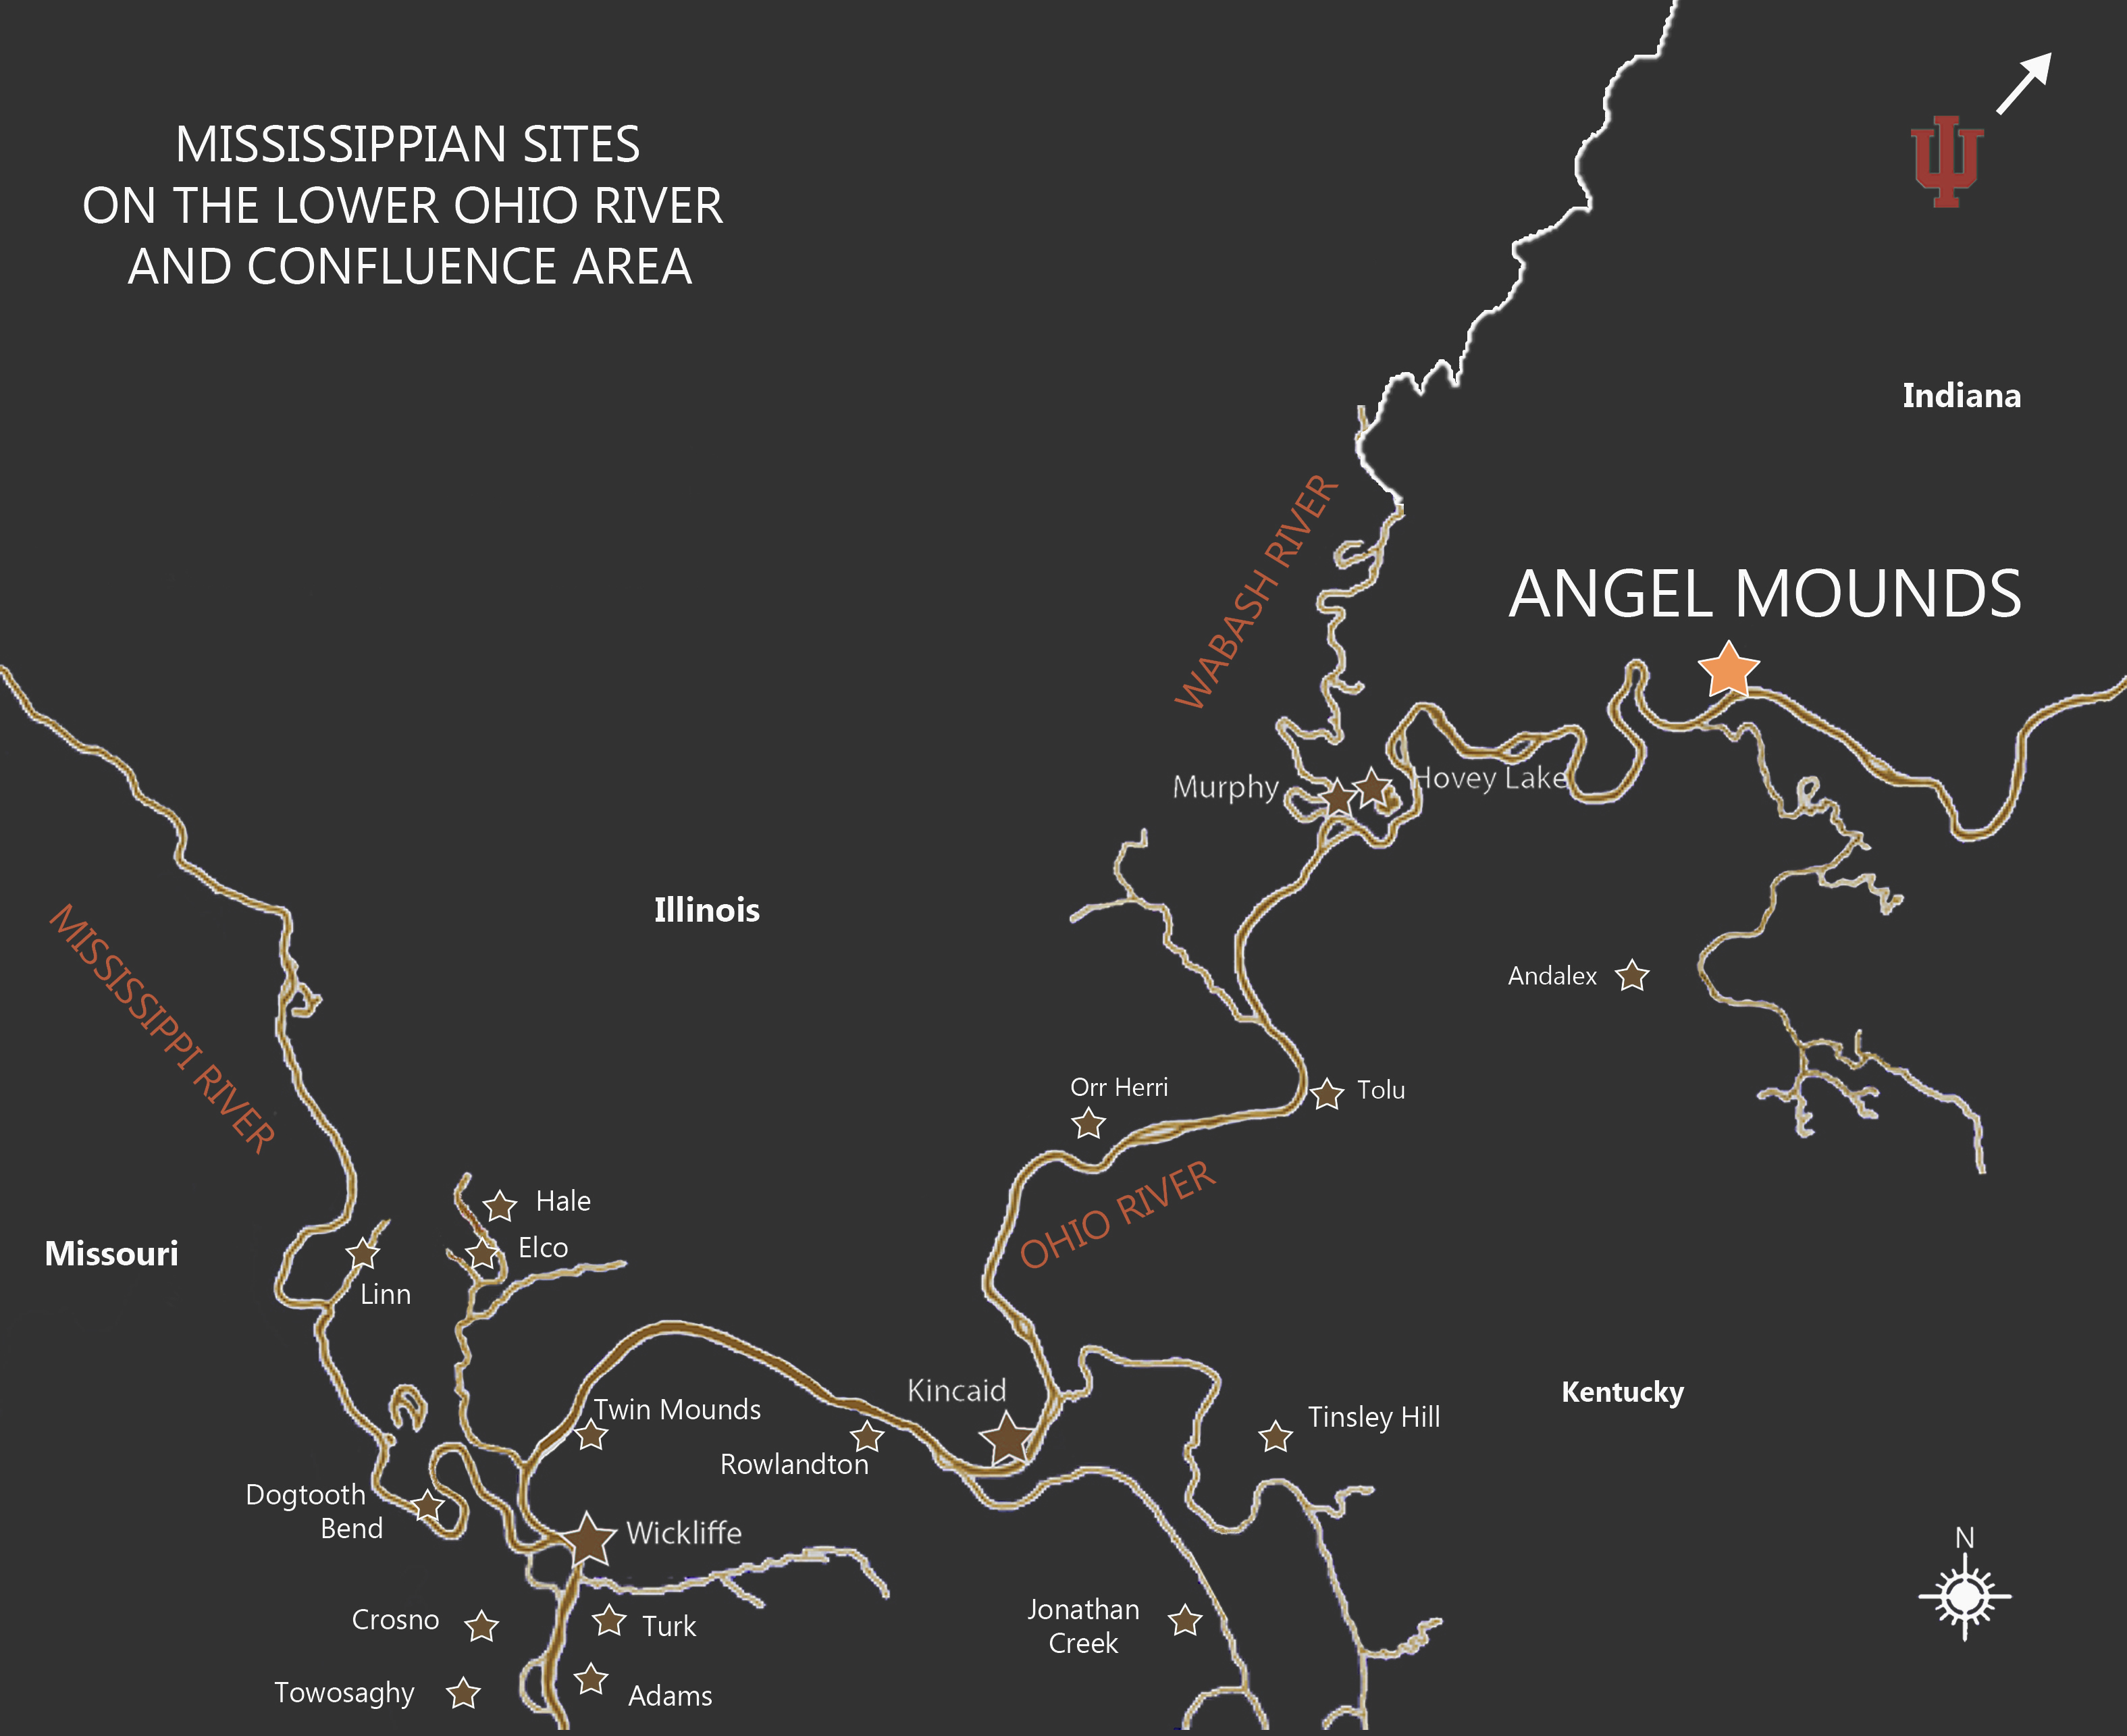 MISSISSIPPIAN SITES
ON THE LOWER OHIO RIVER
AND CONFLUENCE AREA
Indiana
WABASH RIVER
ANGEL MOUNDS
Murphy
Hovey Lake
MISSISSIPPI RIVER
Illinois
Andalex
Orr Herri
Tolu
OHIO RIVER
Hale
Elco
Missouri
Linn
Kincaid
Kentucky
Twin Mounds
Tinsley Hill
Rowlandton
Dogtooth
Bend
Wickliffe
N
Crosno
Turk
Jonathan
Creek
Towosaghy
Adams